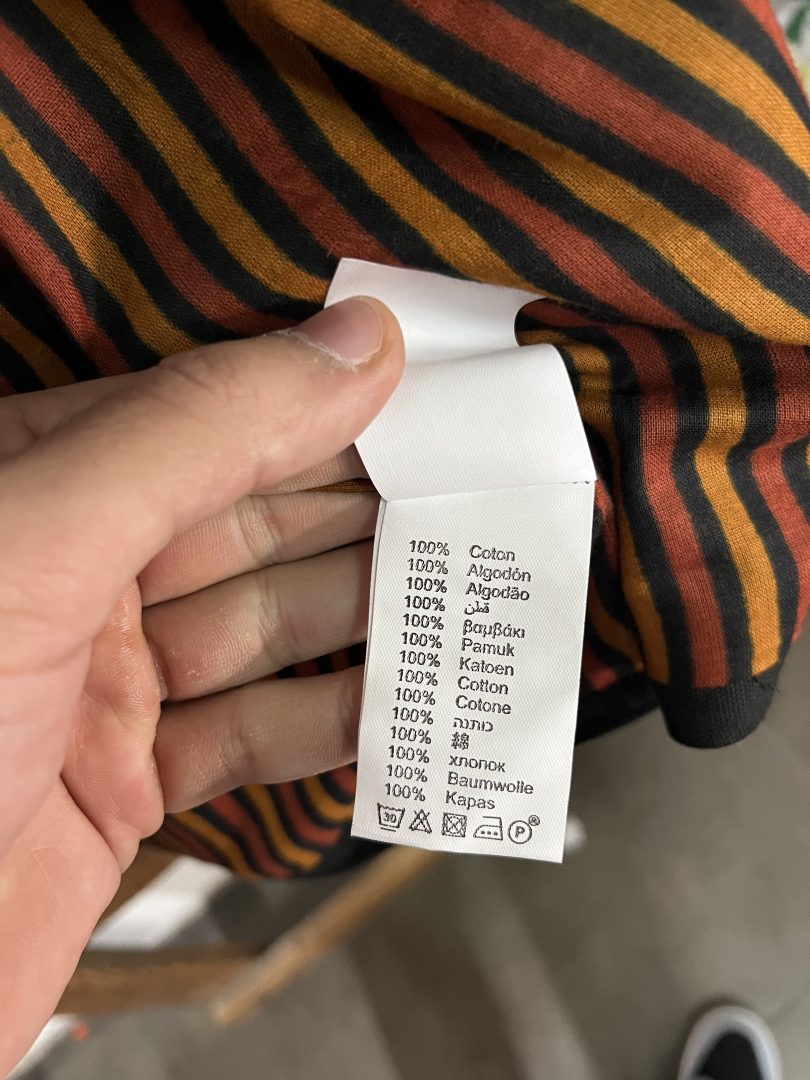 100% Coton
100% Algodón
100% Algodão
100% قطن
100% βαμβάκι
100% Pamuk
100% Katoen
100% Cotton
100% Cotone
100% כותנה
100% 綿
100% хлопок
100% Baumwolle
100% Kapas
30 P ®